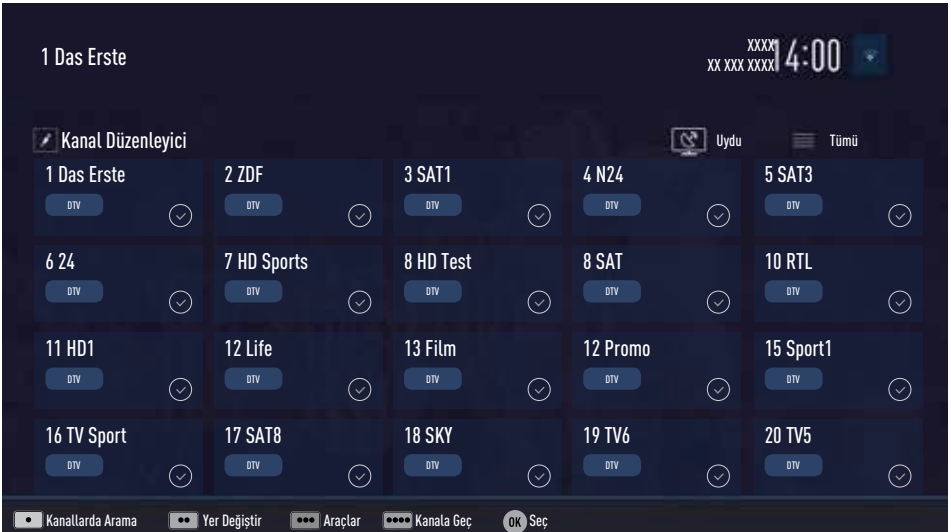 1 Das Erste
XXXX
XX XXX XXXX
14:00
Kanal Düzenleyici
Uydu
Tümü
1 Das Erste
DTV
2 ZDF
DTV
3 SAT1
DTV
4 N24
DTV
5 SAT3
DTV
6 24
DTV
7 HD Sports
DTV
8 HD Test
DTV
8 SAT
DTV
10 RTL
DTV
11 HD1
DTV
12 Life
DTV
13 Film
DTV
12 Promo
DTV
15 Sport1
DTV
16 TV Sport
DTV
17 SAT8
DTV
18 SKY
DTV
19 TV6
DTV
20 TV5
DTV
Kanallarda Arama
Yer Değiştir
Araçlar
Kanala Geç
OK Seç